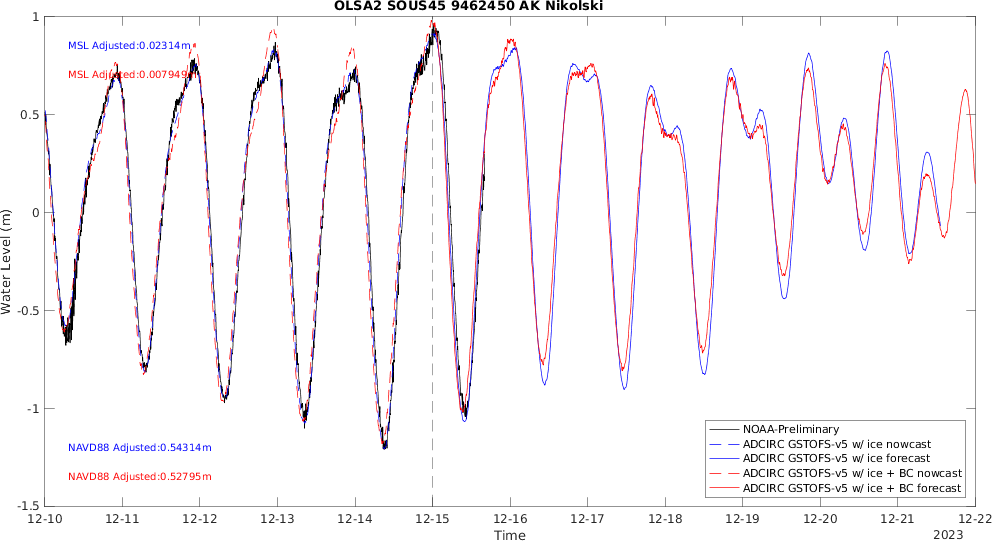 OLSA2 SOUS45 9462450 AK Nikolski
MSL Adjusted:0.02314m
MSL Adjusted:0.007949m
NAVD88 Adjusted:0.54314m
NAVD88 Adjusted:0.52795m
1
0.5
0
-0.5
-1
-1.5
Water Level (m)
NOAA-Preliminary
ADCIRC GSTOFS-v5 w/ ice nowcast
ADCIRC GSTOFS-v5 w/ ice forecast
ADCIRC GSTOFS-v5 w/ ice + BC nowcast
ADCIRC GSTOFS-v5 w/ ice + BC forecast
12-10 12-11 12-12 12-13 12-14 12-15 12-16 12-17 12-18 12-19 12-20 12-21 12-22
Time
2023